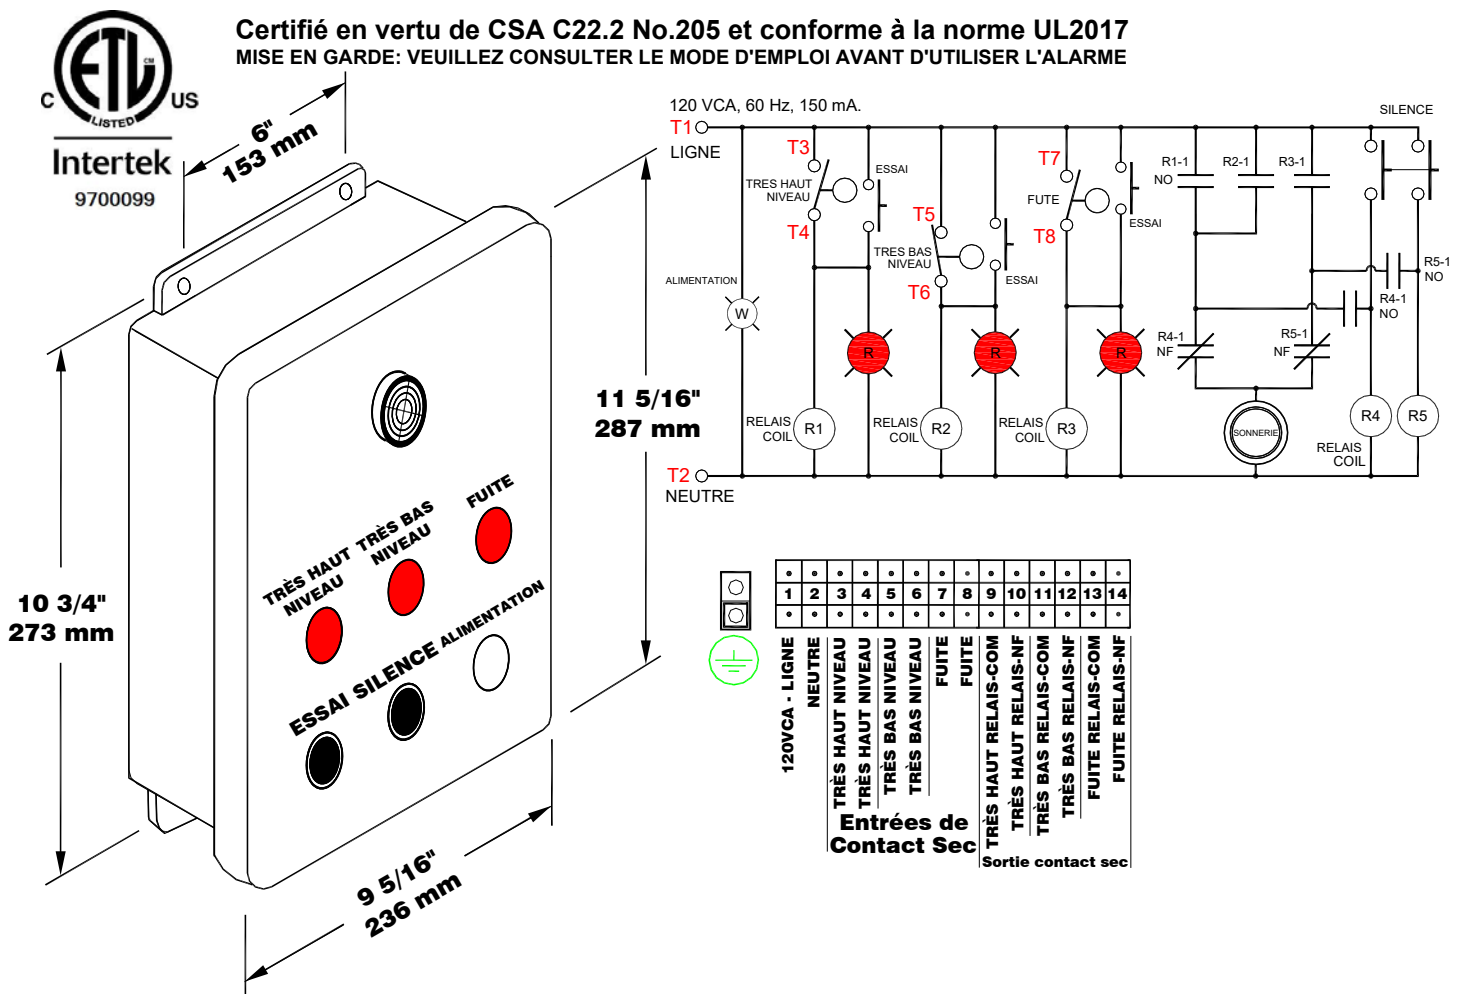 Certifié en vertu de CSA C22.2 No.205 et conforme à la norme UL2017
MISE EN GARDE: VEUILLEZ CONSULTER LE MODE D'EMPLOI AVANT D'UTILISER L'ALARME
ETL
CM
LISTED
C US
Intertek
9700099
6"
153 mm
11 5/16"
287 mm
10 3/4"
273 mm
9 5/16"
236 mm
TRÈS HAUT
NIVEAU
TRÈS BAS
NIVEAU
FUITE
ESSAI
SILENCE
ALIMENTATION
120 VCA, 60 Hz, 150 mA.
T1
LIGNE
SILENCE
T3
TRES HAUT
NIVEAU
T4
ESSAI
T5
TRES BAS
NIVEAU
T6
ESSAI
T7
FUTE
T8
ESSAI
R1-1
NO
R2-1
R3-1
R5-1
NO
R4-1
NO
R4-1
NF
R5-1
NF
ALIMENTATION
W
R
R
R
RELAIS
COIL
R1
RELAIS
COIL
R2
RELAIS
COIL
R3
SONNERIE
R4
R5
RELAIS
COIL
T2
NEUTRE
1 2 3 4 5 6 7 8 9 10 11 12 13 14
120VCA - LIGNE
NEUTRE
TRÈS HAUT NIVEAU
TRÈS HAUT NIVEAU
TRÈS BAS NIVEAU
TRÈS BAS NIVEAU
FUITE
FUITE
TRÈS HAUT RELAIS-COM
TRÈS HAUT RELAIS-NF
TRÈS BAS RELAIS-COM
TRÈS BAS RELAIS-NF
FUITE RELAIS-COM
FUITE RELAIS-NF
Entrées de
Contact Sec
Sortie contact sec